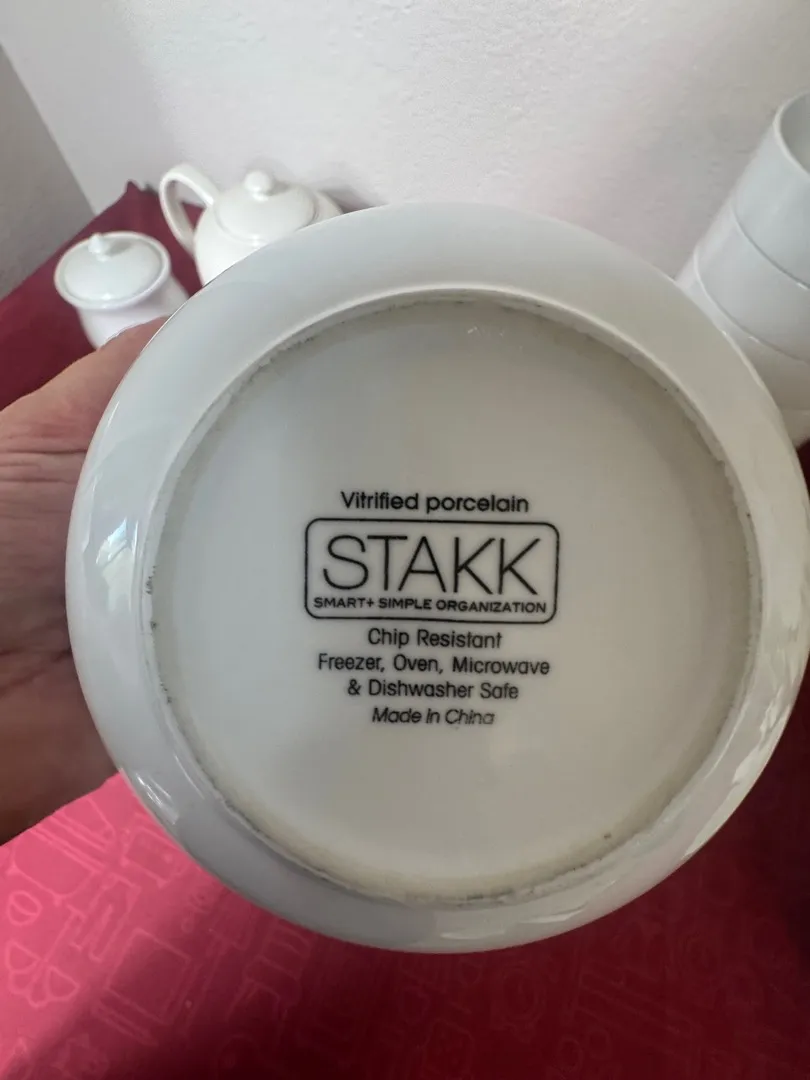 Vitrified porcelain
STAKK
SMART+ SIMPLE ORGANIZATION
Chip Resistant
Freezer, Oven, Microwave
& Dishwasher Safe
Made in China